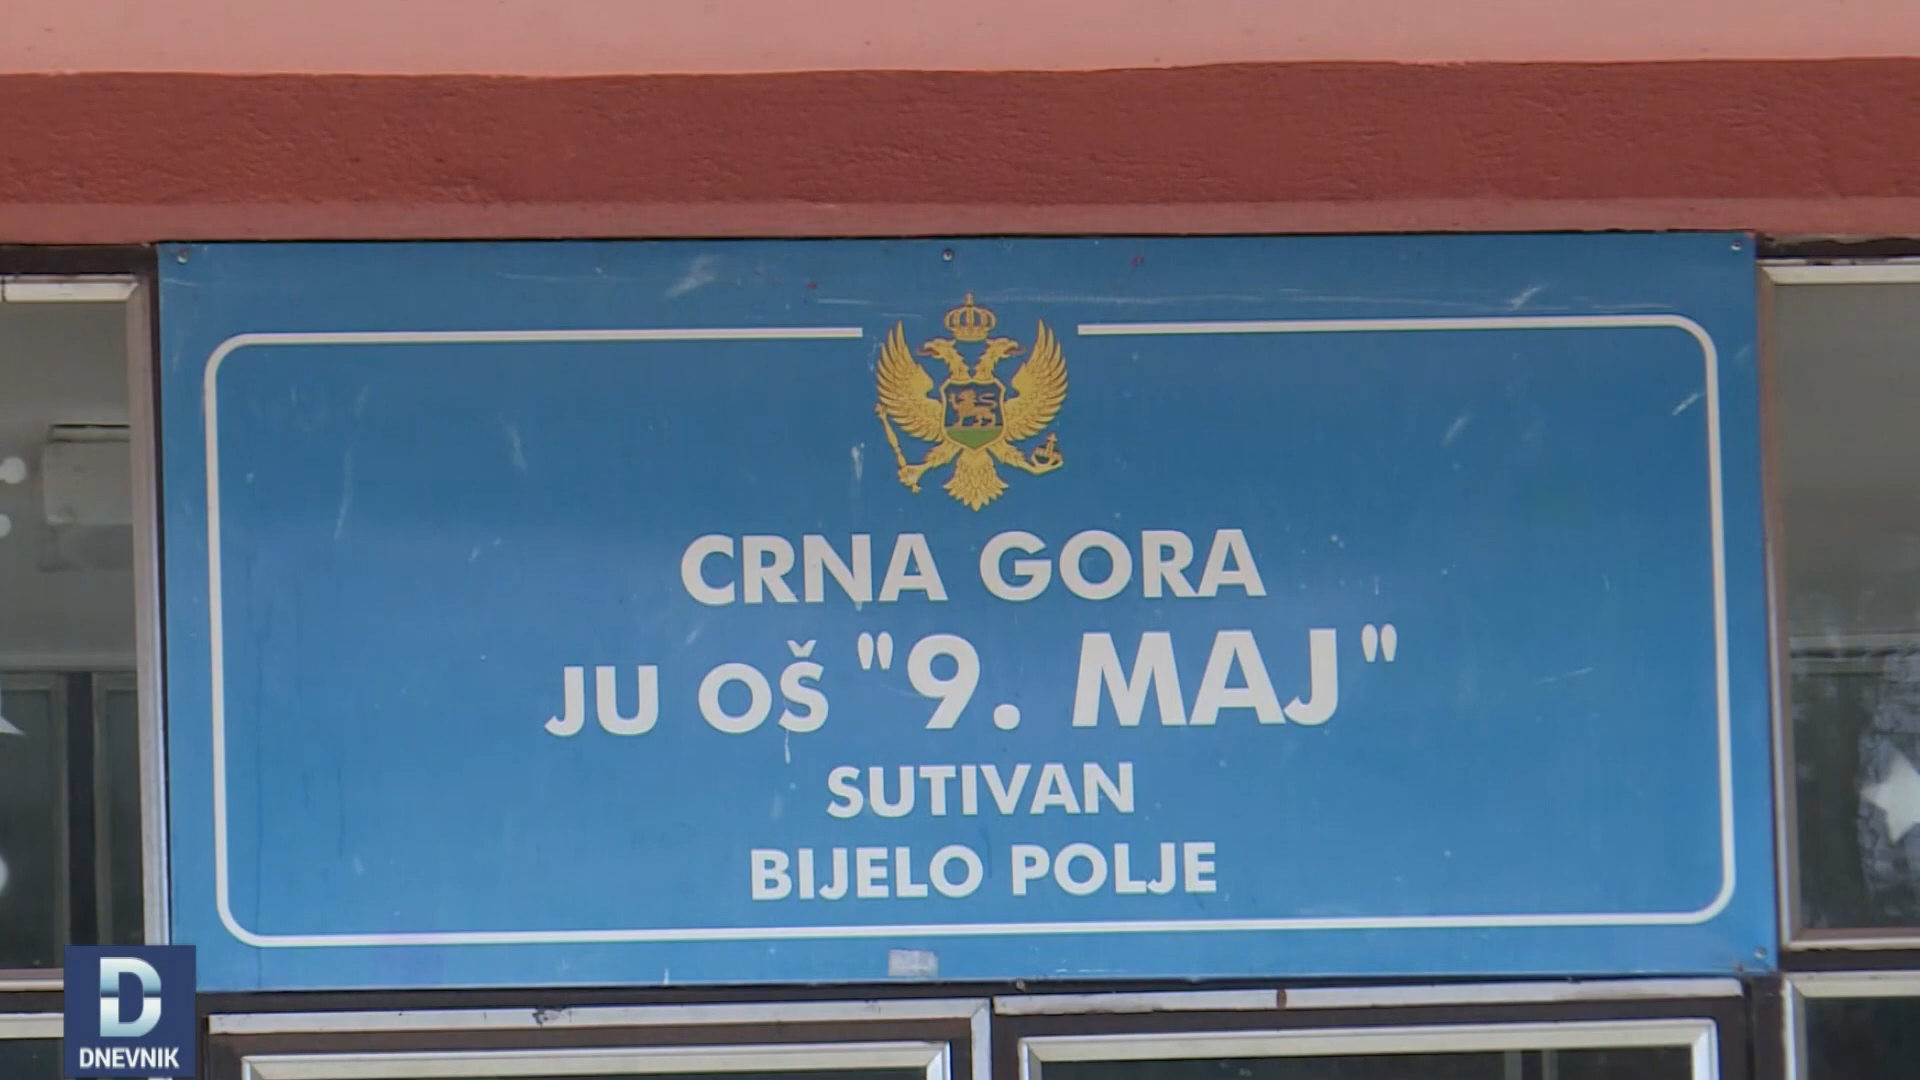 CRNA GORA
JU OŠ "9. MAJ"
SUTIVAN
BIJELO POLJE
D
DNEVNIK